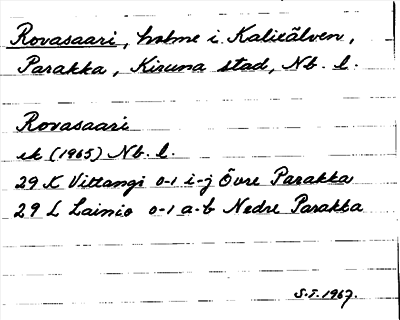 Rovasaari, holme i Kalixälven,
Parakka, Kiruna stad, Nb. l.
Rovasaari
ek (1965) Nb. l.
29 K Vittangi 0-1 i-j Övre Parakka
29 L Lainio 0-1 a-b Nedre Parakka
S.I. 1967.